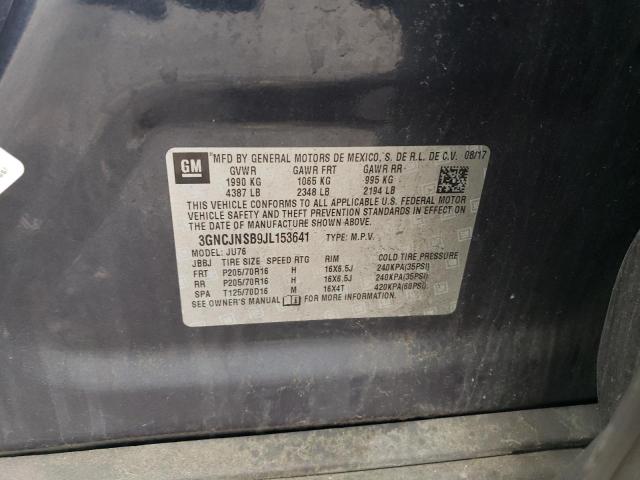 GM
MFD BY GENERAL MOTORS DE MEXICO, S. DE R.L. DE C.V. 08/17
GVWR GAWR FRT GAWR RR
1990 KG 1065 KG 995 KG
4387 LB 2348 LB 2194 LB
THIS VEHICLE CONFORMS TO ALL APPLICABLE U.S. FEDERAL MOTOR
VEHICLE SAFETY AND THEFT PREVENTION STANDARDS IN EFFECT ON
THE DATE OF MANUFACTURE SHOWN ABOVE.
3GNCJNSB9JL153641 TYPE: M.P.V.
MODEL: JU76
JBBJ TIRE SIZE SPEED RTG RIM COLD TIRE PRESSURE
FRT P205/70R16 H 16X6.5J 240KPA(35PSI)
RR P205/70R16 H 16X6.5J 240KPA(35PSI)
SPA T125/70D16 M 16X4T 420KPA(60PSI)
SEE OWNER'S MANUAL FOR MORE INFORMATION.